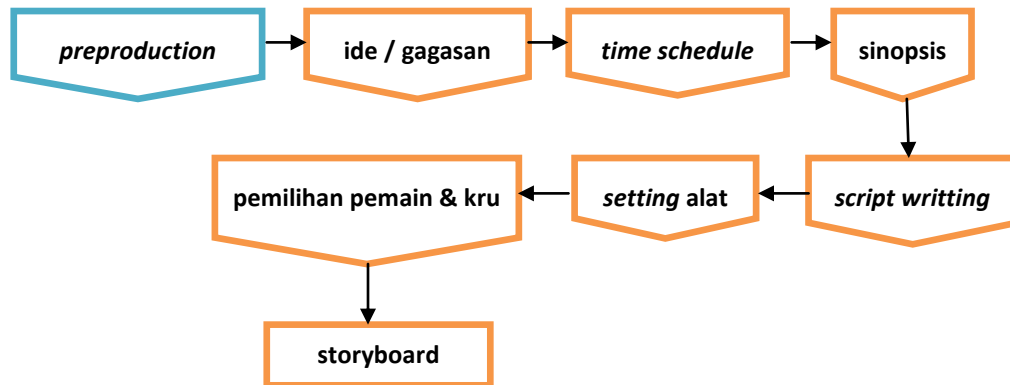 preproduction
ide / gagasan
time schedule
sinopsis
script writting
setting alat
pemilihan pemain & kru
storyboard